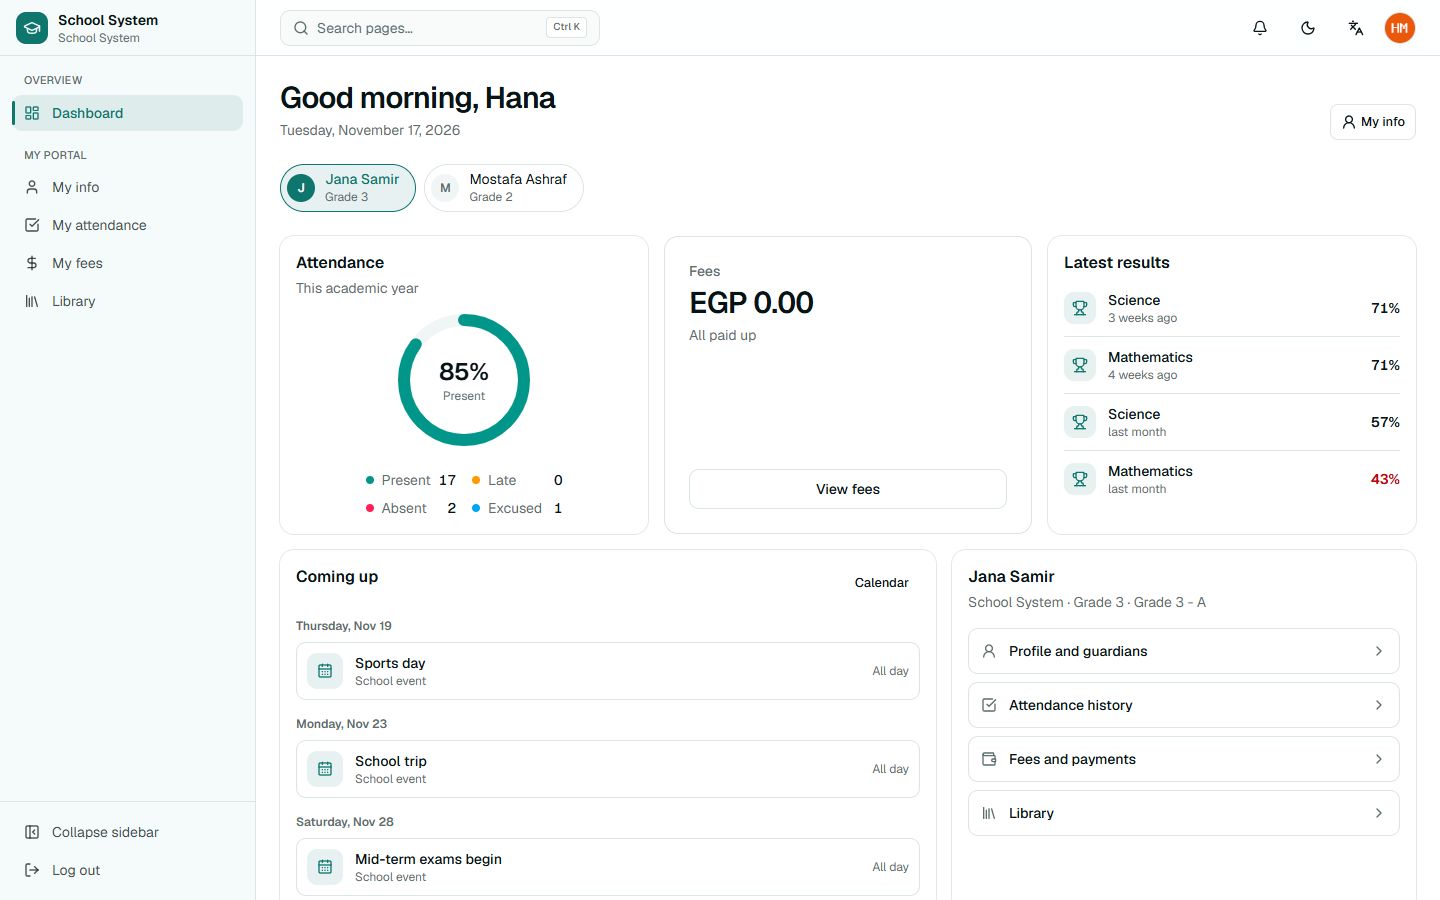 School System
School System
Search pages...
Ctrl K
HM
OVERVIEW
Dashboard
MY PORTAL
My info
My attendance
My fees
Library
Collapse sidebar
Log out
Good morning, Hana
Tuesday, November 17, 2026
My info
J
Jana Samir
Grade 3
M
Mostafa Ashraf
Grade 2
Attendance
This academic year
85%
Present
Present 17
Late 0
Absent 2
Excused 1
Fees
EGP 0.00
All paid up
View fees
Latest results
Science
3 weeks ago
71%
Mathematics
4 weeks ago
71%
Science
last month
57%
Mathematics
last month
43%
Coming up
Calendar
Thursday, Nov 19
Sports day
School event
All day
Monday, Nov 23
School trip
School event
All day
Saturday, Nov 28
Mid-term exams begin
School event
All day
Jana Samir
School System · Grade 3 · Grade 3 - A
Profile and guardians
Attendance history
Fees and payments
Library